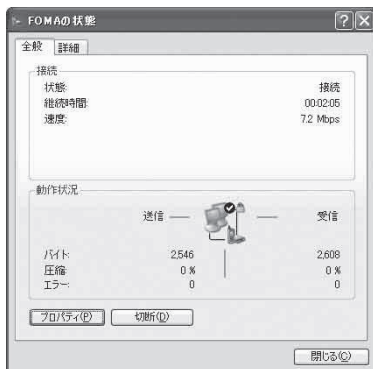 FOMAの状態
全般 詳細
接続
状態: 接続
継続時間: 00:02:05
速度: 7.2 Mbps
動作状況
送信 受信
バイト: 2,546 2,608
圧縮: 0 % 0 %
エラー: 0 0
プロパティ(P) 切断(D)
閉じる(C)